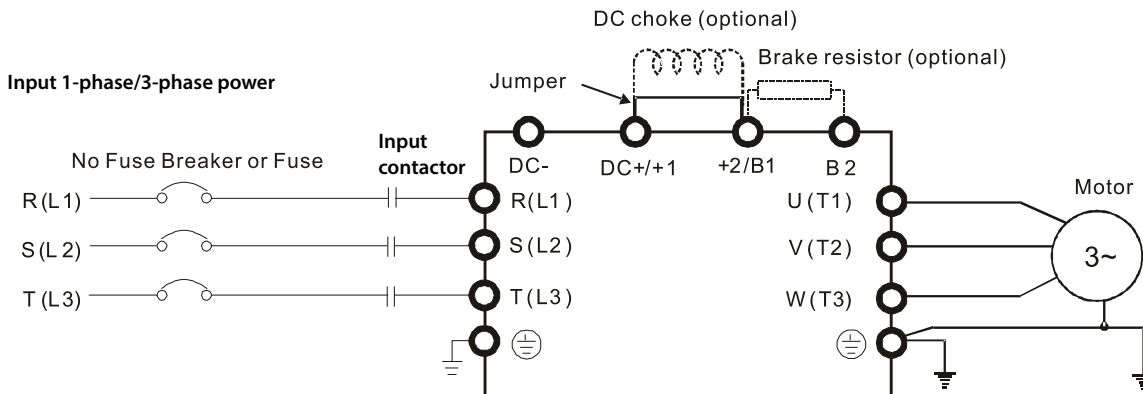 DC choke (optional)
Brake resistor (optional)
Input 1-phase/3-phase power
Jumper
No Fuse Breaker or Fuse
Input
contactor
DC-
DC+/+1
+2/B1
B2
Motor
R(L1)
R(L1)
U(T1)
S(L2)
S(L2)
V(T2)
3~
T(L3)
T(L3)
W(T3)